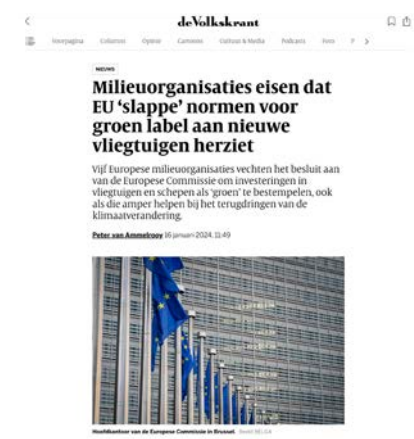 de Volkskrant
Voorpagina Columns Opinie Cartoons Cultuur & Media Podcasts Foto
NIEUWS
Milieuorganisaties eisen dat
EU ‘slappe’ normen voor
groen label aan nieuwe
vliegtuigen herziet
Vijf Europese milieuorganisaties vechten het besluit aan
van de Europese Commissie om investeringen in
vliegtuigen en schepen als ‘groen’ te bestempelen, ook
als die amper helpen bij het terugdringen van de
klimaatverandering.
Peter van Ammelrooy 16 januari 2024, 11:49
Hoofdkantoor van de Europese Commissie in Brussel. Beeld BELGA